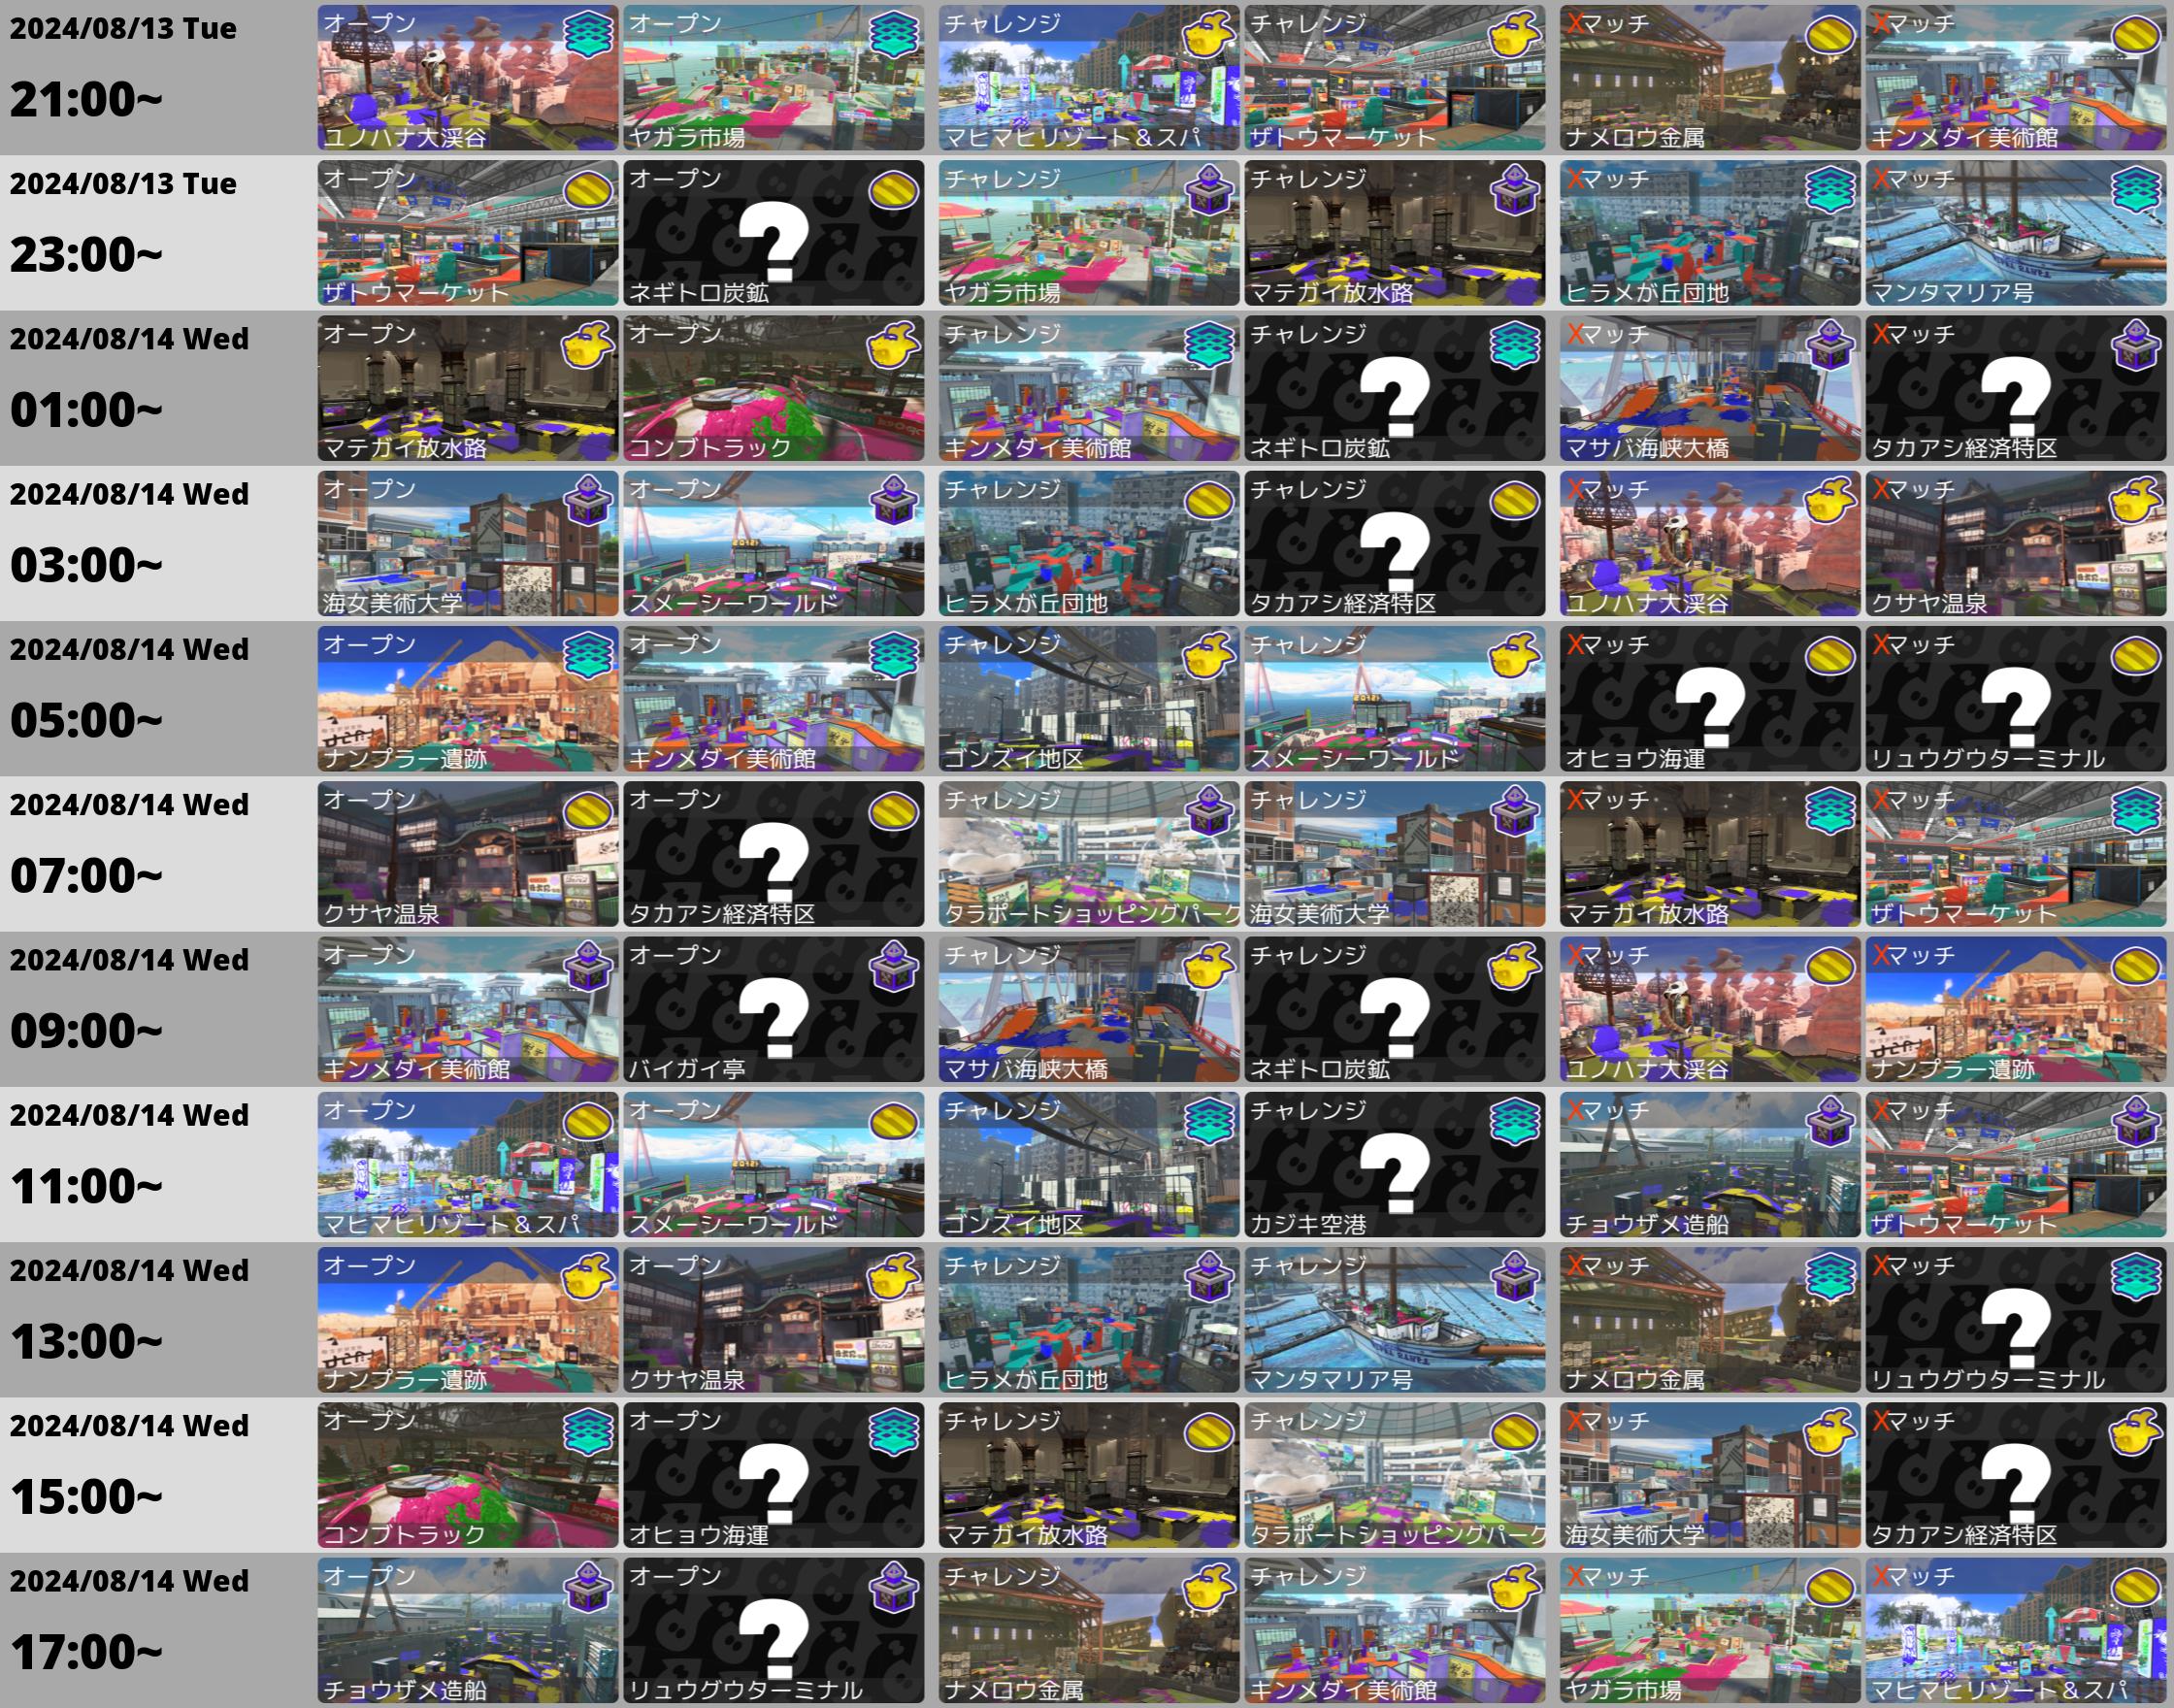 2024/08/13 Tue
21:00~
オープン オープン チャレンジ チャレンジ Xマッチ Xマッチ
ユノハナ大渓谷 ヤガラ市場 マヒマヒリゾート＆スパ ザトウマーケット ナメロウ金属 キンメダイ美術館
2024/08/13 Tue
23:00~
オープン オープン チャレンジ チャレンジ Xマッチ Xマッチ
ザトウマーケット ネギトロ炭鉱 ヤガラ市場 マテガイ放水路 ヒラメが丘団地 マンタマリア号
2024/08/14 Wed
01:00~
オープン オープン チャレンジ チャレンジ Xマッチ Xマッチ
マテガイ放水路 コンブトラック キンメダイ美術館 ネギトロ炭鉱 マサバ海峡大橋 タカアシ経済特区
2024/08/14 Wed
03:00~
オープン オープン チャレンジ チャレンジ Xマッチ Xマッチ
海女美術大学 スメーシーワールド ヒラメが丘団地 タカアシ経済特区 ユノハナ大渓谷 クサヤ温泉
2024/08/14 Wed
05:00~
オープン オープン チャレンジ チャレンジ Xマッチ Xマッチ
ナンプラー遺跡 キンメダイ美術館 ゴンズイ地区 スメーシーワールド オヒョウ海運 リュウグウターミナル
2024/08/14 Wed
07:00~
オープン オープン チャレンジ チャレンジ Xマッチ Xマッチ
クサヤ温泉 タカアシ経済特区 タラポートショッピングパーク 海女美術大学 マテガイ放水路 ザトウマーケット
2024/08/14 Wed
09:00~
オープン オープン チャレンジ チャレンジ Xマッチ Xマッチ
キンメダイ美術館 バイガイ亭 マサバ海峡大橋 ネギトロ炭鉱 ユノハナ大渓谷 ナンプラー遺跡
2024/08/14 Wed
11:00~
オープン オープン チャレンジ チャレンジ Xマッチ Xマッチ
マヒマヒリゾート＆スパ スメーシーワールド ゴンズイ地区 カジキ空港 チョウザメ造船 ザトウマーケット
2024/08/14 Wed
13:00~
オープン オープン チャレンジ チャレンジ Xマッチ Xマッチ
ナンプラー遺跡 クサヤ温泉 ヒラメが丘団地 マンタマリア号 ナメロウ金属 リュウグウターミナル
2024/08/14 Wed
15:00~
オープン オープン チャレンジ チャレンジ Xマッチ Xマッチ
コンブトラック オヒョウ海運 マテガイ放水路 タラポートショッピングパーク 海女美術大学 タカアシ経済特区
2024/08/14 Wed
17:00~
オープン オープン チャレンジ チャレンジ Xマッチ Xマッチ
チョウザメ造船 リュウグウターミナル ナメロウ金属 キンメダイ美術館 ヤガラ市場 マヒマヒリゾート＆スパ